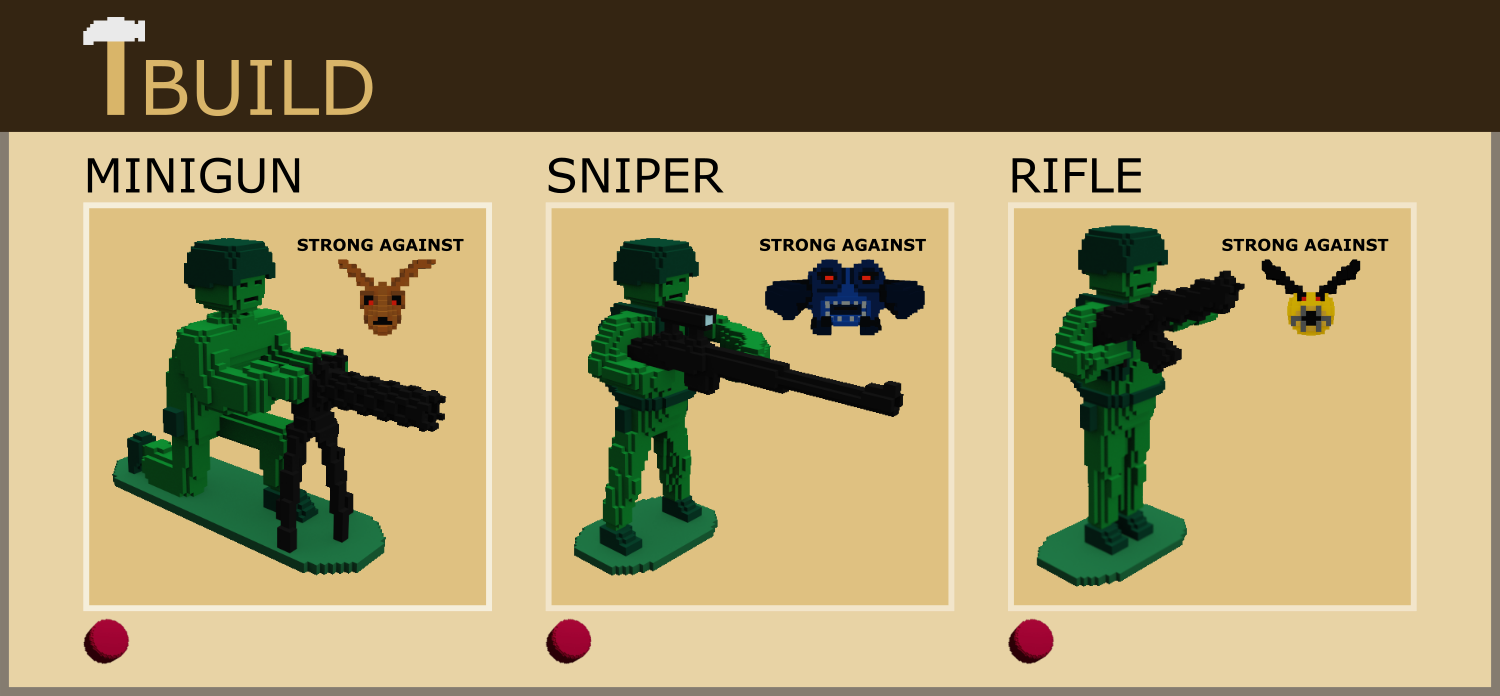 BUILD
MINIGUN
SNIPER
RIFLE
STRONG AGAINST
STRONG AGAINST
STRONG AGAINST